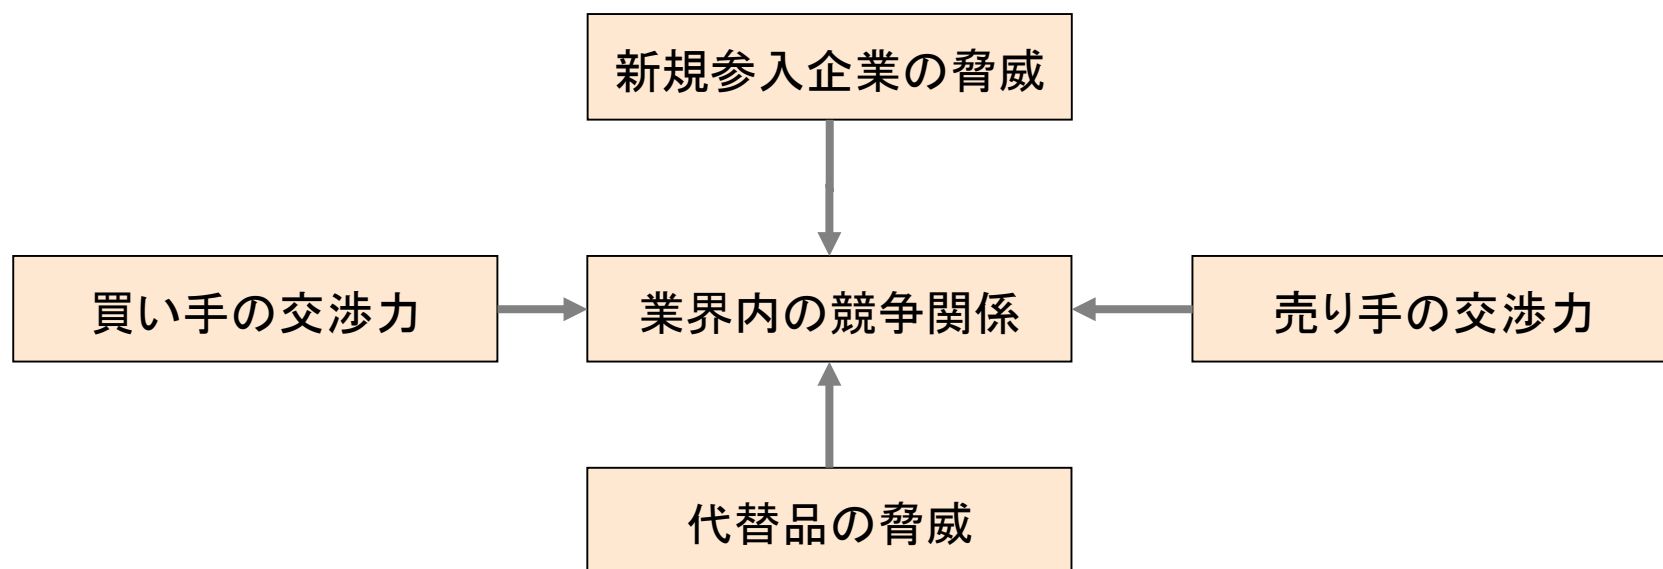 新規参入企業の脅威
買い手の交渉力
業界内の競争関係
売り手の交渉力
代替品の脅威